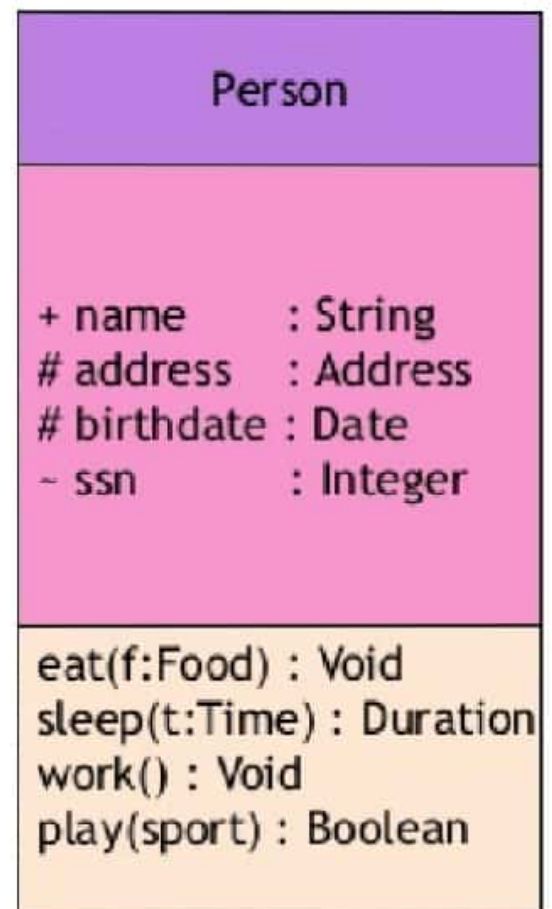 Person
+ name : String
# address : Address
# birthdate : Date
~ ssn : Integer
eat(f:Food) : Void
sleep(t:Time) : Duration
work() : Void
play(sport) : Boolean